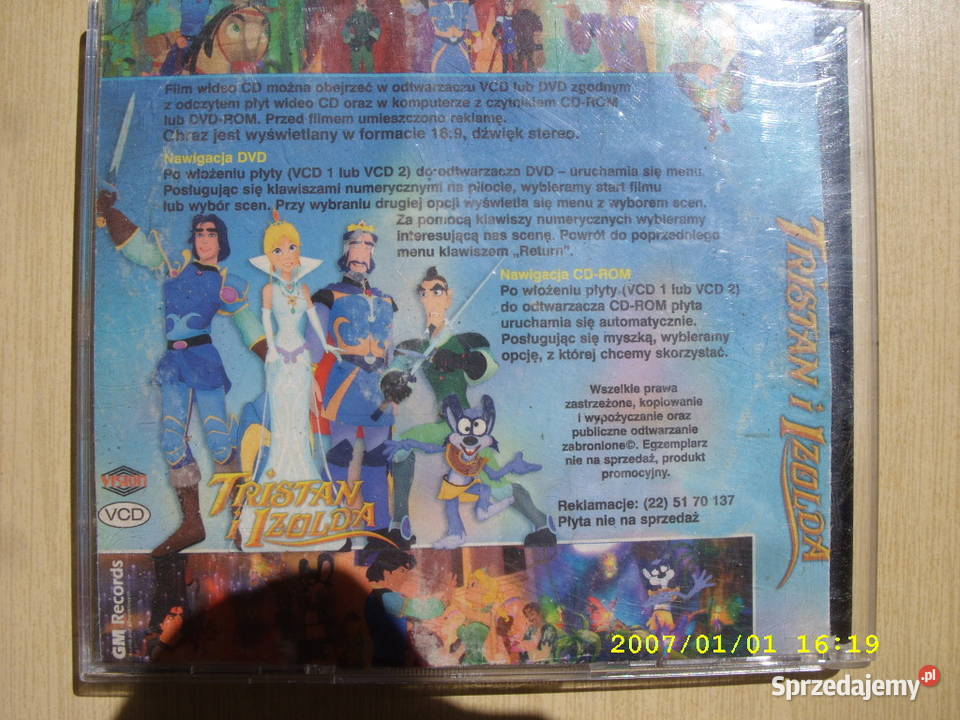 Film wideo CD można obejrzeć w odtwarzaczu VCD lub DVD zgodnym
z odczytem płyt wideo CD oraz w komputerze z czytnikiem CD-ROM
lub DVD-ROM. Przed filmem umieszczono reklamę.
Obraz jest wyświetlany w formacie 16:9, dźwięk stereo.
Nawigacja DVD
Po włożeniu płyty (VCD 1 lub VCD 2) do odtwarzacza DVD – uruchamia się menu.
Posługując się klawiszami numerycznymi na pilocie, wybieramy start filmu
lub wybór scen. Przy wybraniu drugiej opcji wyświetla się menu z wyborem scen.
Za pomocą klawiszy numerycznych wybieramy
interesującą nas scenę. Powrót do poprzedniego
menu klawiszem „Return".
Nawigacja CD-ROM
Po włożeniu płyty (VCD 1 lub VCD 2)
do odtwarzacza CD-ROM płyta
uruchamia się automatycznie.
Posługując się myszką, wybieramy
opcję, z której chcemy skorzystać.
Wszelkie prawa
zastrzeżone, kopiowanie
i wypożyczanie oraz
publiczne odtwarzanie
zabronione©. Egzemplarz
nie na sprzedaż, produkt
promocyjny.
Reklamacje: (22) 51 70 137
Płyta nie na sprzedaż
VISION
VCD
TRISTAN
i IZOLDA
GM Records
TRISTAN i IZOLDA
2007/01/01 16:19
Sprzedajemy.pl